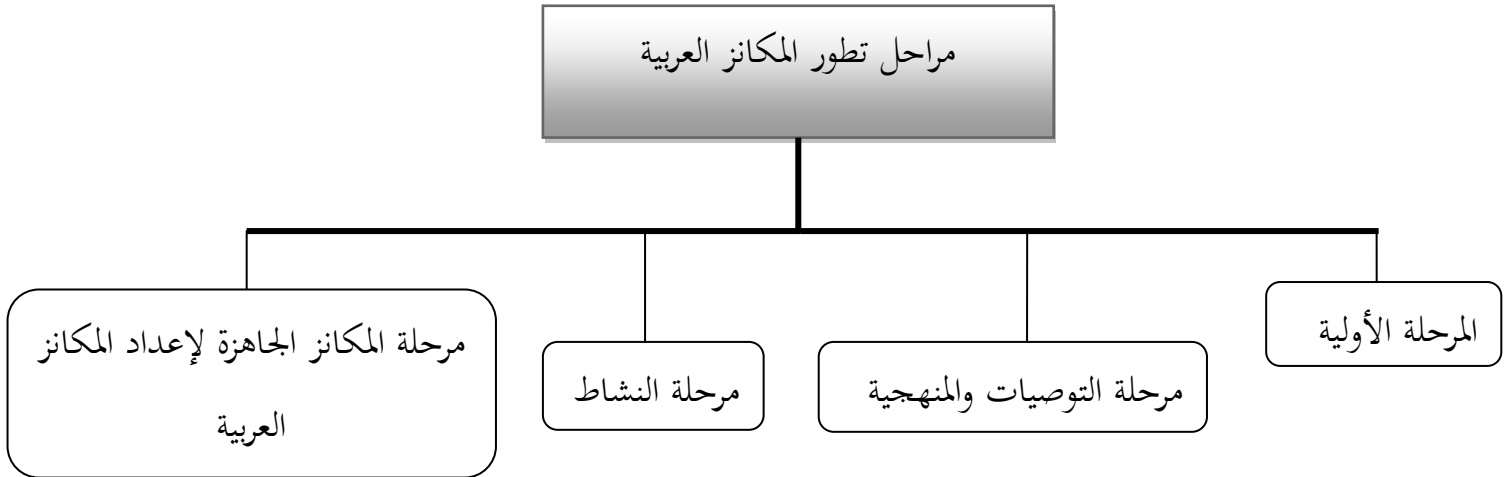 مراحل تطور المكانز العربية
المرحلة الأولية
مرحلة التوصيات والمنهجية
مرحلة النشاط
مرحلة المكانز الجاهزة لإعداد المكانز
العربية